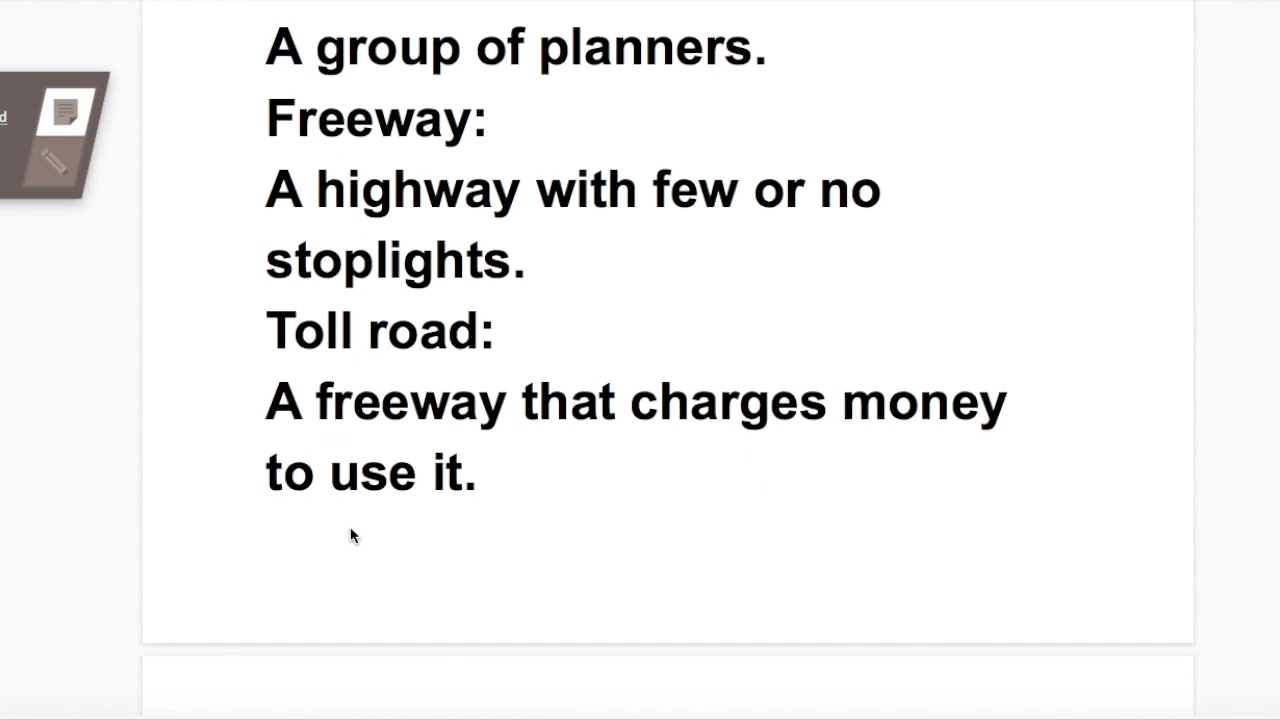 A group of planners.
Freeway:
d
A highway with few or no
stoplights.
Toll road:
A freeway that charges money
to use it.